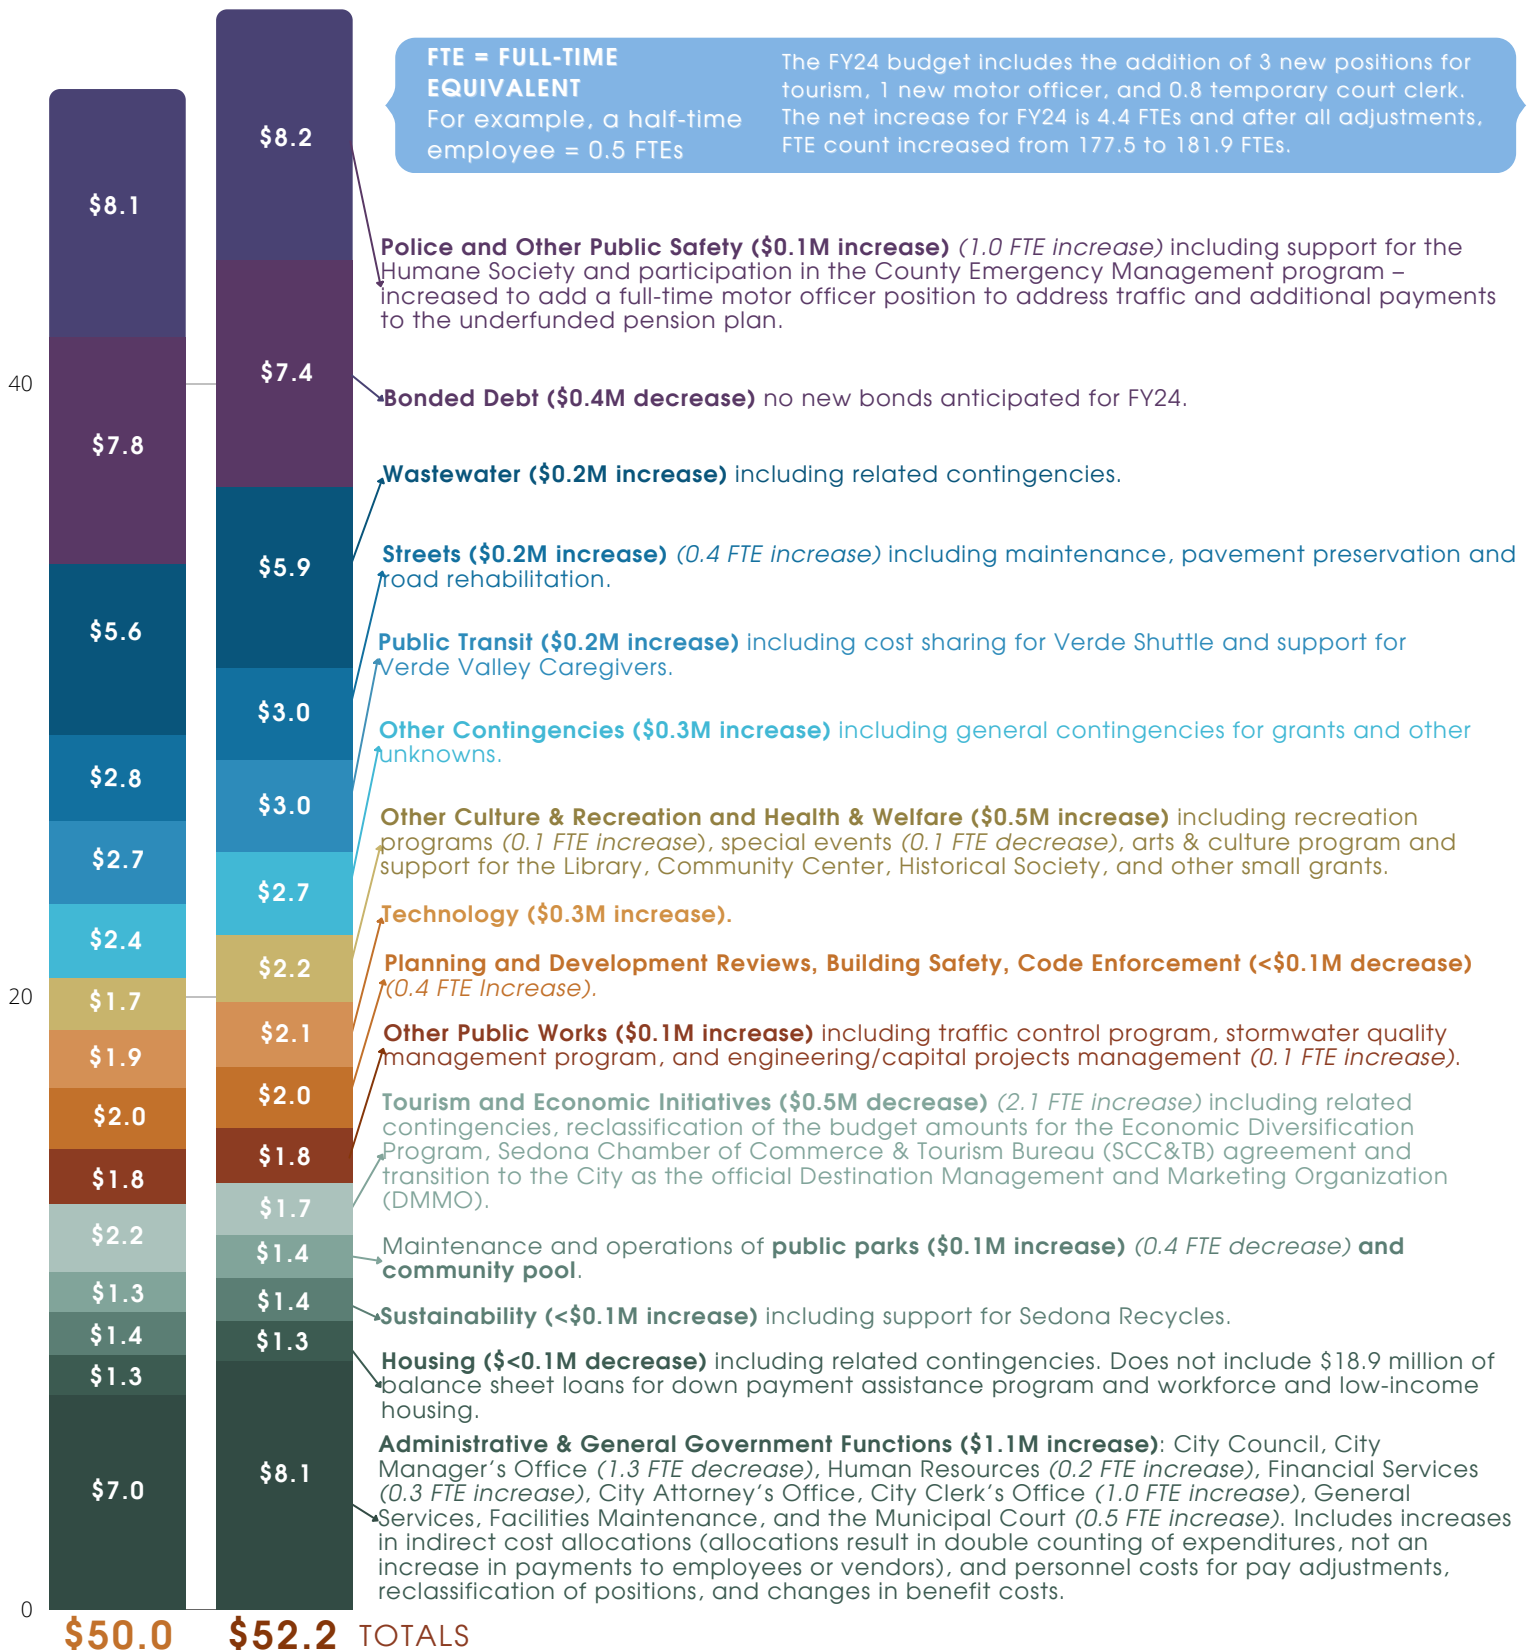 FTE = FULL-TIME
EQUIVALENT
For example, a half-time
employee = 0.5 FTEs
The FY24 budget includes the addition of 3 new positions for
tourism, 1 new motor officer, and 0.8 temporary court clerk.
The net increase for FY24 is 4.4 FTEs and after all adjustments,
FTE count increased from 177.5 to 181.9 FTEs.
40
20
0
$8.1
$7.8
$5.6
$2.8
$2.7
$2.4
$1.7
$1.9
$2.0
$1.8
$2.2
$1.3
$1.4
$1.3
$7.0
$50.0
$8.2
$7.4
$5.9
$3.0
$3.0
$2.7
$2.2
$2.1
$2.0
$1.8
$1.7
$1.4
$1.4
$1.3
$8.1
$52.2
TOTALS
Police and Other Public Safety ($0.1M increase) (1.0 FTE increase) including support for the
Humane Society and participation in the County Emergency Management program –
increased to add a full-time motor officer position to address traffic and additional payments
to the underfunded pension plan.
Bonded Debt ($0.4M decrease) no new bonds anticipated for FY24.
Wastewater ($0.2M increase) including related contingencies.
Streets ($0.2M increase) (0.4 FTE increase) including maintenance, pavement preservation and
road rehabilitation.
Public Transit ($0.2M increase) including cost sharing for Verde Shuttle and support for
Verde Valley Caregivers.
Other Contingencies ($0.3M increase) including general contingencies for grants and other
unknowns.
Other Culture & Recreation and Health & Welfare ($0.5M increase) including recreation
programs (0.1 FTE increase), special events (0.1 FTE decrease), arts & culture program and
support for the Library, Community Center, Historical Society, and other small grants.
Technology ($0.3M increase).
Planning and Development Reviews, Building Safety, Code Enforcement (<$0.1M decrease)
(0.4 FTE Increase).
Other Public Works ($0.1M increase) including traffic control program, stormwater quality
management program, and engineering/capital projects management (0.1 FTE increase).
Tourism and Economic Initiatives ($0.5M decrease) (2.1 FTE increase) including related
contingencies, reclassification of the budget amounts for the Economic Diversification
Program, Sedona Chamber of Commerce & Tourism Bureau (SCC&TB) agreement and
transition to the City as the official Destination Management and Marketing Organization
(DMMO).
Maintenance and operations of public parks ($0.1M increase) (0.4 FTE decrease) and
community pool.
Sustainability (<$0.1M increase) including support for Sedona Recycles.
Housing ($<0.1M decrease) including related contingencies. Does not include $18.9 million of
balance sheet loans for down payment assistance program and workforce and low-income
housing.
Administrative & General Government Functions ($1.1M increase): City Council, City
Manager's Office (1.3 FTE decrease), Human Resources (0.2 FTE increase), Financial Services
(0.3 FTE increase), City Attorney's Office, City Clerk's Office (1.0 FTE increase), General
Services, Facilities Maintenance, and the Municipal Court (0.5 FTE increase). Includes increases
in indirect cost allocations (allocations result in double counting of expenditures, not an
increase in payments to employees or vendors), and personnel costs for pay adjustments,
reclassification of positions, and changes in benefit costs.